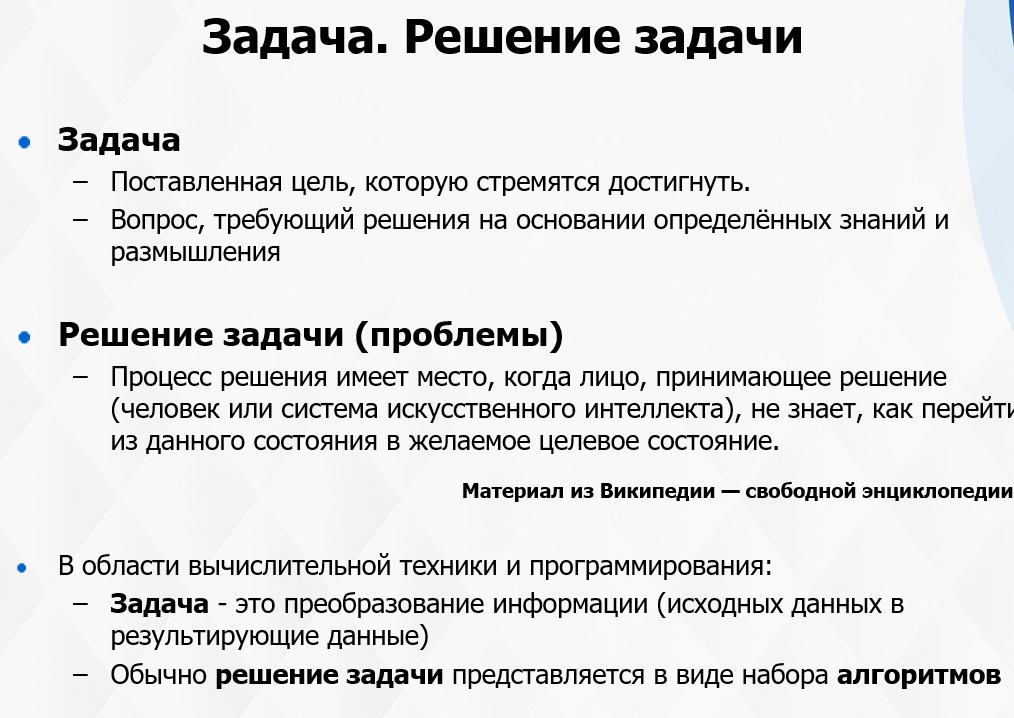 Задача. Решение задачи
• Задача
– Поставленная цель, которую стремятся достигнуть.
– Вопрос, требующий решения на основании определённых знаний и
размышления
• Решение задачи (проблемы)
– Процесс решения имеет место, когда лицо, принимающее решение
(человек или система искусственного интеллекта), не знает, как перейти
из данного состояния в желаемое целевое состояние.
Материал из Википедии — свободной энциклопедии
• В области вычислительной техники и программирования:
– Задача - это преобразование информации (исходных данных в
результирующие данные)
– Обычно решение задачи представляется в виде набора алгоритмов